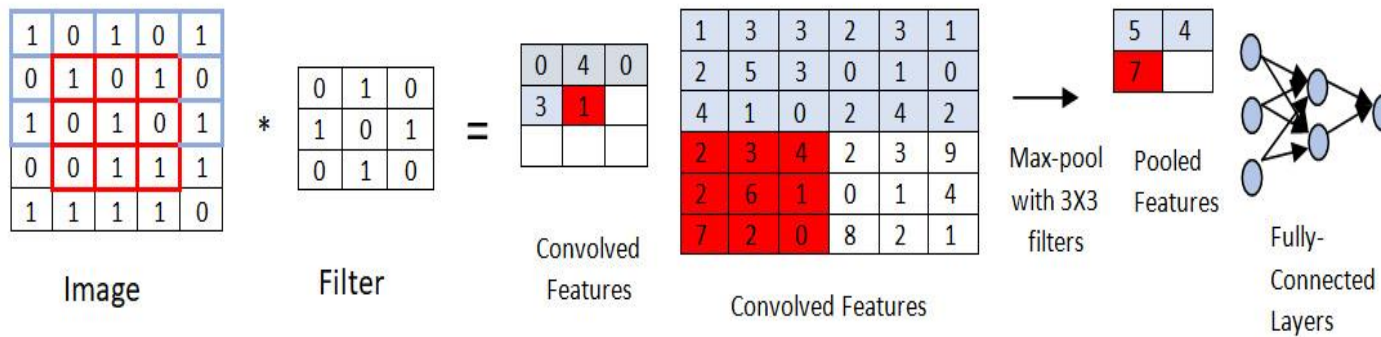 1 0 1 0 1
0 1 0 1 0
1 0 1 0 1
0 0 1 1 1
1 1 1 1 0
Image
*
0 1 0
1 0 1
0 1 0
Filter
=
0 4 0
3 1
Convolved
Features
1 3 3 2 3 1
2 5 3 0 1 0
4 1 0 2 4 2
2 3 4 2 3 9
2 6 1 0 1 4
7 2 0 8 2 1
Convolved Features
Max-pool
with 3X3
filters
5 4
7
Pooled
Features
Fully-
Connected
Layers